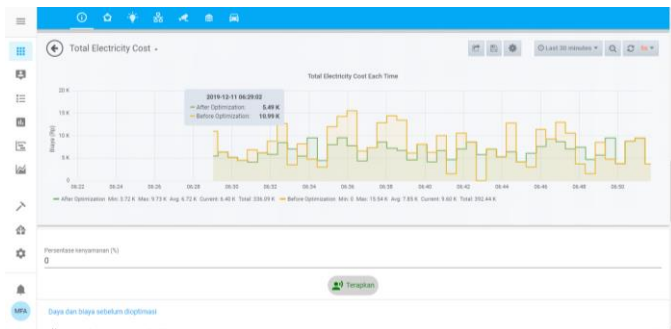 Total Electricity Cost
Last 30 minutes
5s
Total Electricity Cost Each Time
20 K
15 K
10 K
5 K
0
Biaya (Rp)
2019-12-11 06:29:02
After Optimization: 5.49 K
Before Optimization: 10.99 K
06:22 06:24 06:26 06:28 06:30 06:32 06:34 06:36 06:38 06:40 06:42 06:44 06:46 06:48 06:50
After Optimization Min: 3.72 K Max: 9.73 K Avg: 6.72 K Current: 6.40 K Total: 336.09 K Before Optimization Min: 0 Max: 15.54 K Avg: 7.85 K Current: 9.60 K Total: 392.44 K
Persentase kenyamanan (%)
0
Terapkan
MFA
Daya dan biaya sebelum dioptimasi